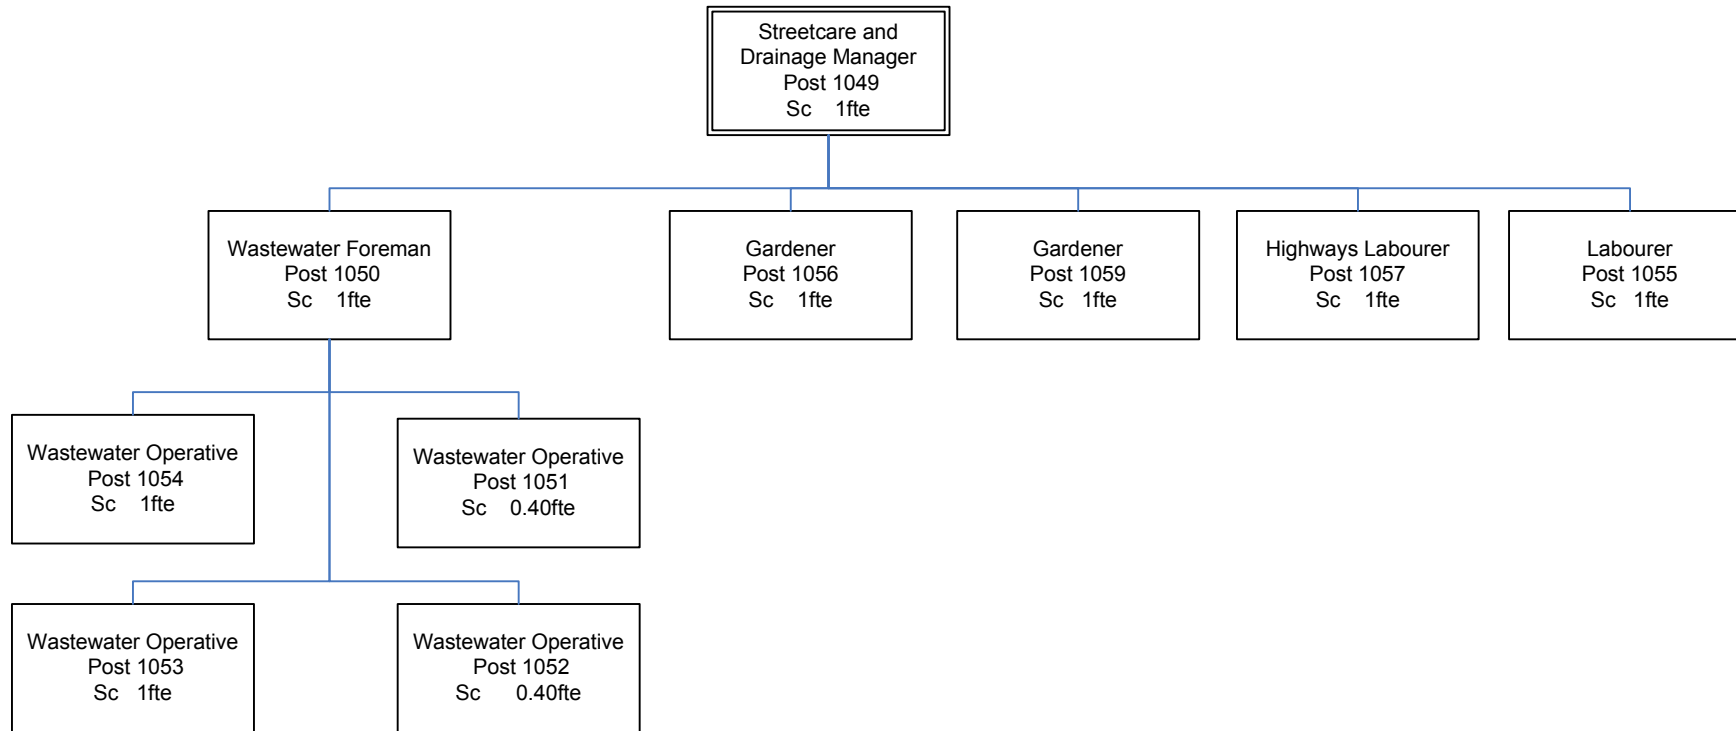 Streetcare and
Drainage Manager
Post 1049
Sc 1fte
Wastewater Foreman
Post 1050
Sc 1fte
Gardener
Post 1056
Sc 1fte
Gardener
Post 1059
Sc 1fte
Highways Labourer
Post 1057
Sc 1fte
Labourer
Post 1055
Sc 1fte
Wastewater Operative
Post 1054
Sc 1fte
Wastewater Operative
Post 1051
Sc 0.40fte
Wastewater Operative
Post 1053
Sc 1fte
Wastewater Operative
Post 1052
Sc 0.40fte